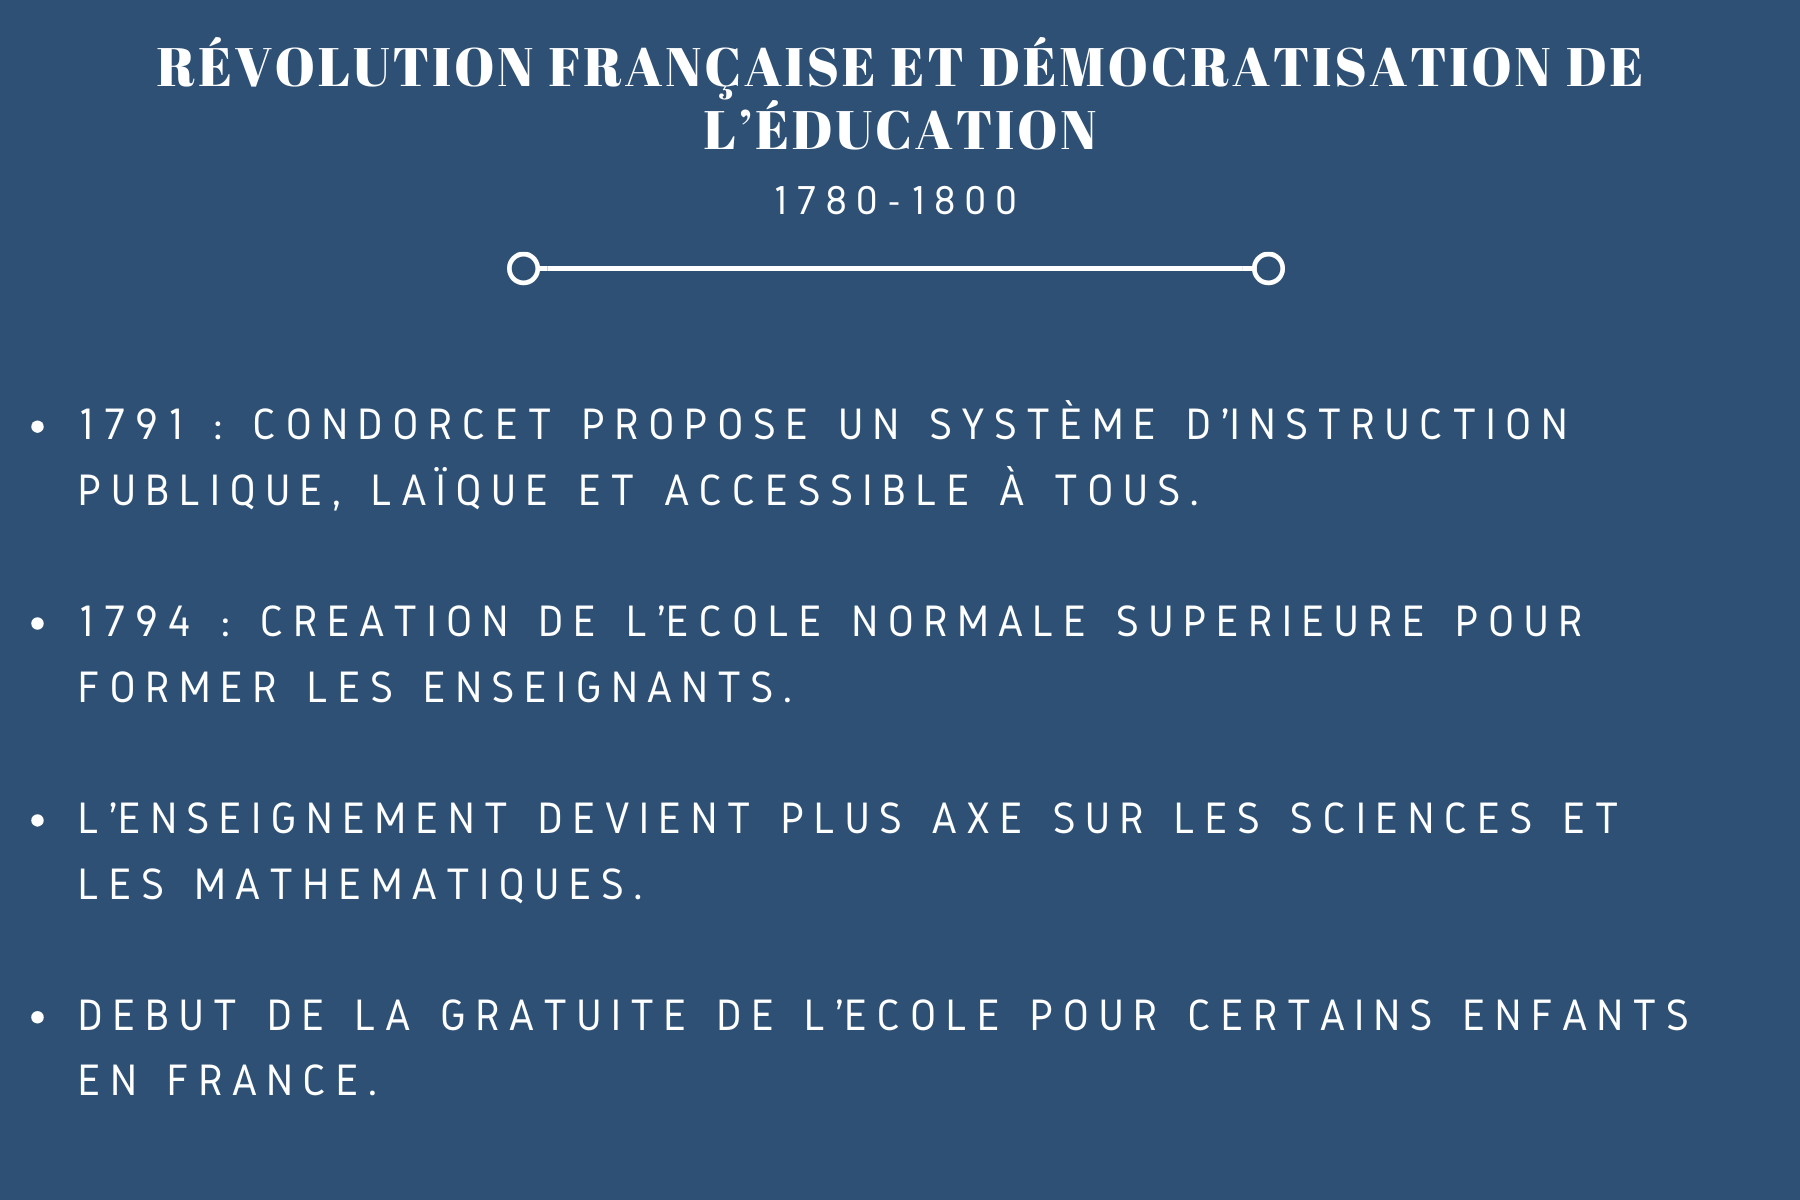 RÉVOLUTION FRANÇAISE ET DÉMOCRATISATION DE
L’ÉDUCATION
1780-1800
• 1791 : CONDORCET PROPOSE UN SYSTÈME D’INSTRUCTION
PUBLIQUE, LAÏQUE ET ACCESSIBLE À TOUS.
• 1794 : CREATION DE L’ECOLE NORMALE SUPERIEURE POUR
FORMER LES ENSEIGNANTS.
• L’ENSEIGNEMENT DEVIENT PLUS AXE SUR LES SCIENCES ET
LES MATHEMATIQUES.
• DEBUT DE LA GRATUITE DE L’ECOLE POUR CERTAINS ENFANTS
EN FRANCE.